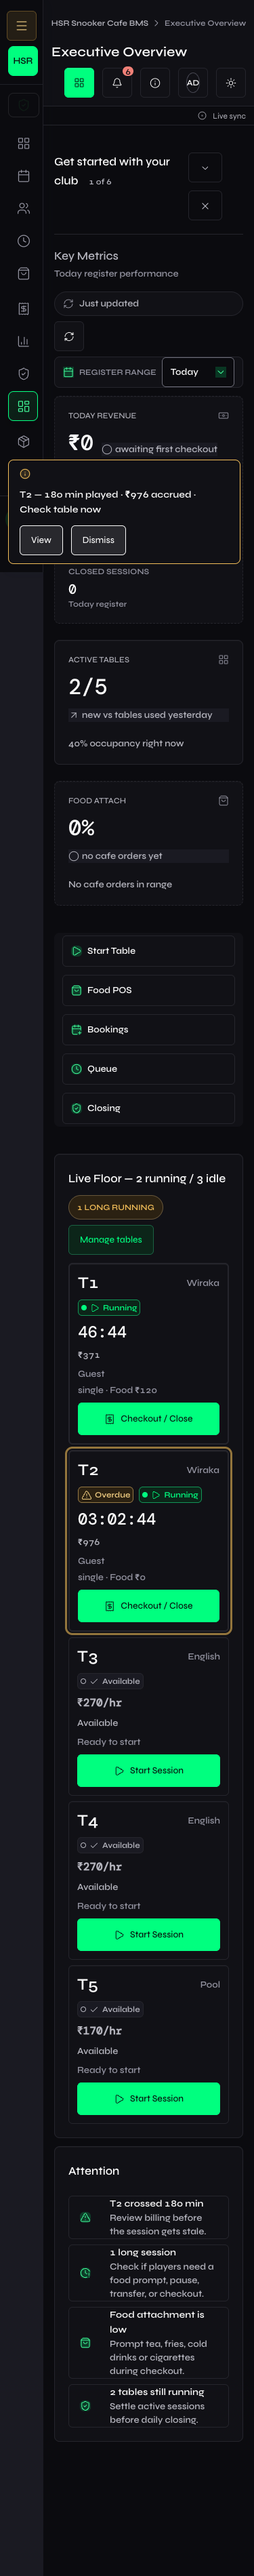 HSR Snooker Cafe BMS > Executive Overview
Executive Overview
HSR
6
AD
Live sync
Get started with your
club 1 of 6
Key Metrics
Today register performance
Just updated
REGISTER RANGE Today
TODAY REVENUE
₹0 awaiting first checkout
T2 — 180 min played · ₹976 accrued ·
Check table now
View Dismiss
CLOSED SESSIONS
0
Today register
ACTIVE TABLES
2/5
new vs tables used yesterday
40% occupancy right now
FOOD ATTACH
0%
no cafe orders yet
No cafe orders in range
Start Table
Food POS
Bookings
Queue
Closing
Live Floor — 2 running / 3 idle
1 LONG RUNNING
Manage tables
T1 Wiraka
Running
46:44
₹371
Guest
single · Food ₹120
Checkout / Close
T2 Wiraka
Overdue Running
03:02:44
₹976
Guest
single · Food ₹0
Checkout / Close
T3 English
Available
₹270/hr
Available
Ready to start
Start Session
T4 English
Available
₹270/hr
Available
Ready to start
Start Session
T5 Pool
Available
₹170/hr
Available
Ready to start
Start Session
Attention
T2 crossed 180 min
Review billing before
the session gets stale.
1 long session
Check if players need a
food prompt, pause,
transfer, or checkout.
Food attachment is
low
Prompt tea, fries, cold
drinks or cigarettes
during checkout.
2 tables still running
Settle active sessions
before daily closing.